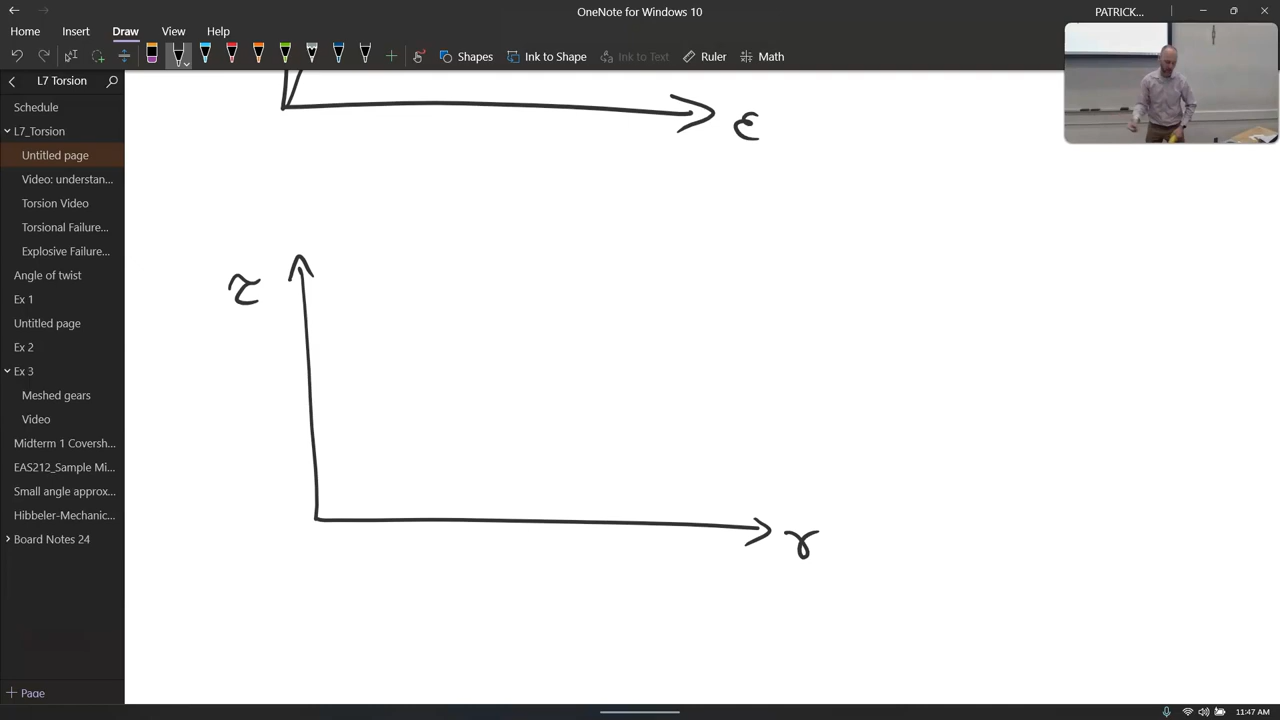 OneNote for Windows 10
PATRICK...
Home
Insert
Draw
View
Help
Shapes
Ink to Shape
Ink to Text
Ruler
Math
L7 Torsion
Schedule
L7_Torsion
Untitled page
Video: understan...
Torsion Video
Torsional Failure...
Explosive Failure...
Angle of twist
Ex 1
Untitled page
Ex 2
Ex 3
Meshed gears
Video
Midterm 1 Coversh...
EAS212_Sample Mi...
Small angle approx...
Hibbeler-Mechanic...
Board Notes 24
Page
ε
τ
γ
11:47 AM